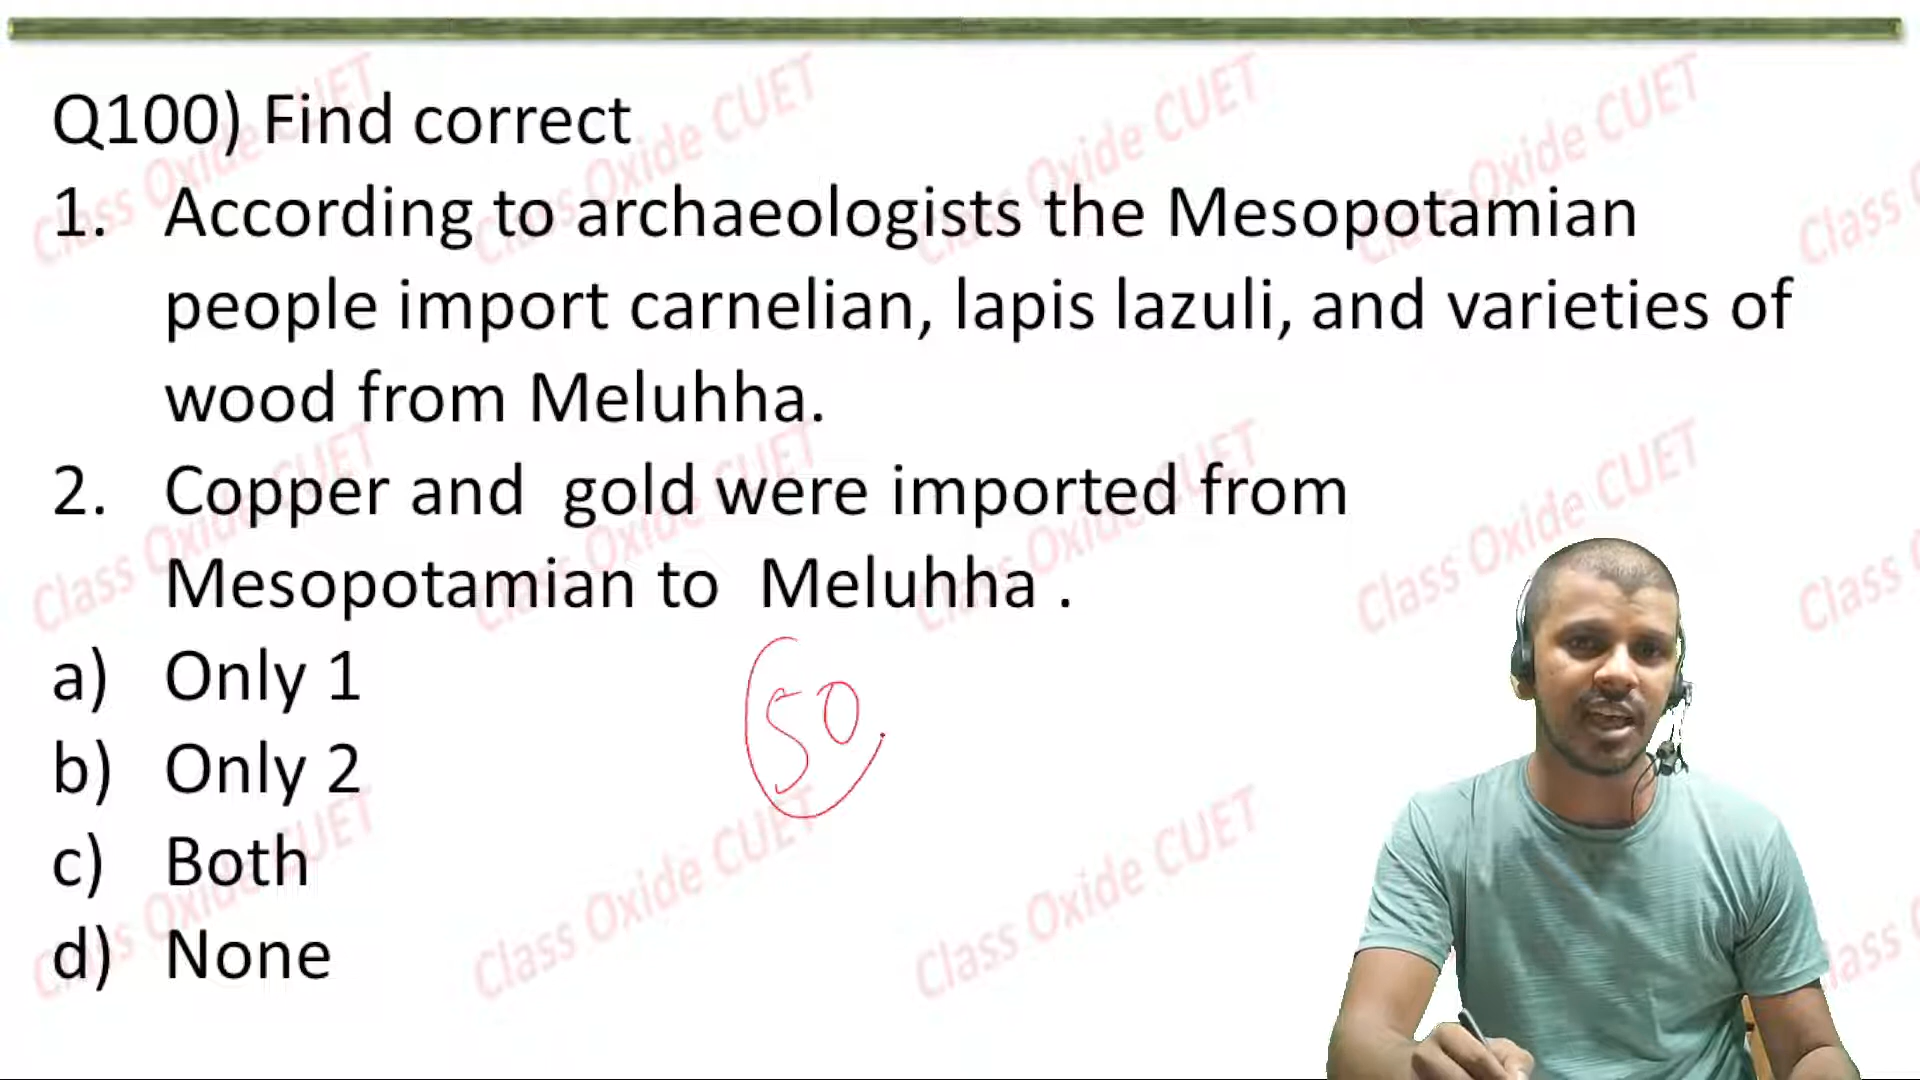 Q100) Find correct
1. According to archaeologists the Mesopotamian
people import carnelian, lapis lazuli, and varieties of
wood from Meluhha.
2. Copper and gold were imported from
Mesopotamian to Meluhha .
a) Only 1
b) Only 2
c) Both
d) None
50
Class Oxide CUET